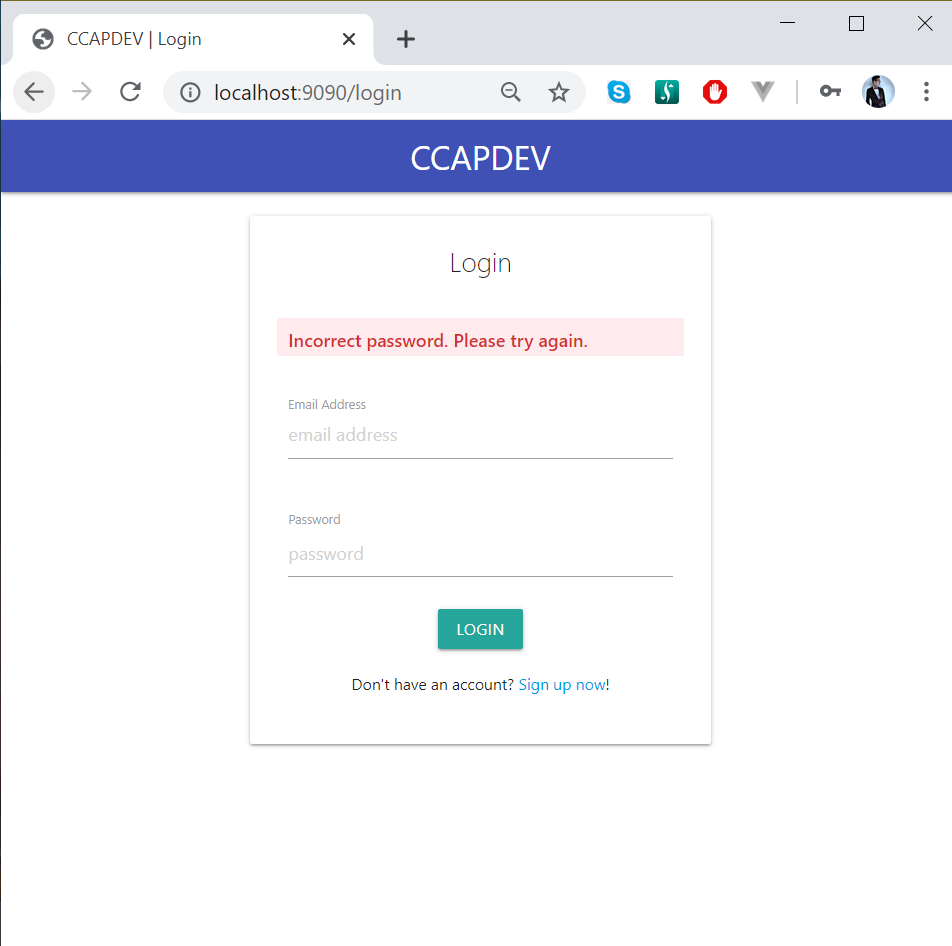 CCAPDEV | Login
localhost:9090/login
CCAPDEV
Login
Incorrect password. Please try again.
Email Address
email address
Password
password
LOGIN
Don't have an account? Sign up now!